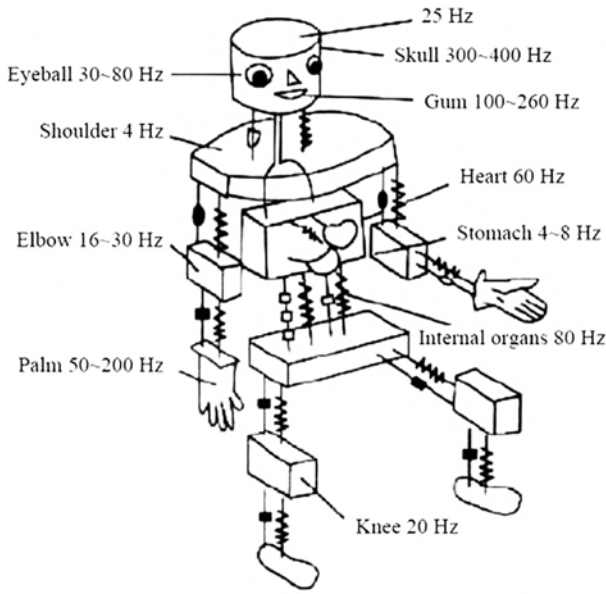 25 Hz
Skull 300~400 Hz
Eyeball 30~80 Hz
Gum 100~260 Hz
Shoulder 4 Hz
Heart 60 Hz
Stomach 4~8 Hz
Elbow 16~30 Hz
Internal organs 80 Hz
Palm 50~200 Hz
Knee 20 Hz